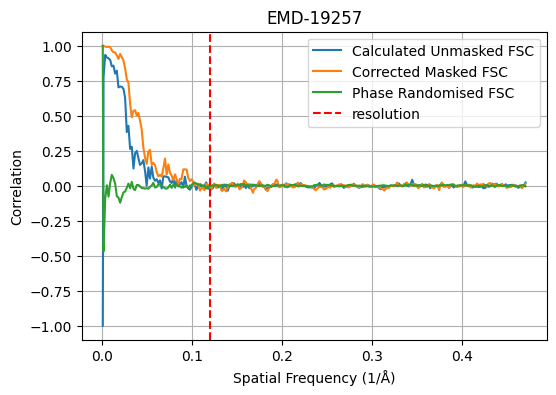 EMD-19257
1.00
0.75
0.50
0.25
0.00
−0.25
−0.50
−0.75
−1.00
Correlation
Calculated Unmasked FSC
Corrected Masked FSC
Phase Randomised FSC
resolution
0.0
0.1
0.2
0.3
0.4
Spatial Frequency (1/Å)